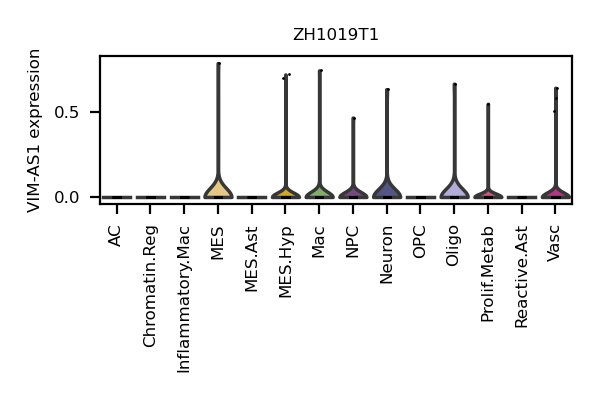 ZH1019T1
VIM-AS1 expression
0.5
0.0
AC
Chromatin.Reg
Inflammatory.Mac
MES
MES.Ast
MES.Hyp
Mac
NPC
Neuron
OPC
Oligo
Prolif.Metab
Reactive.Ast
Vasc